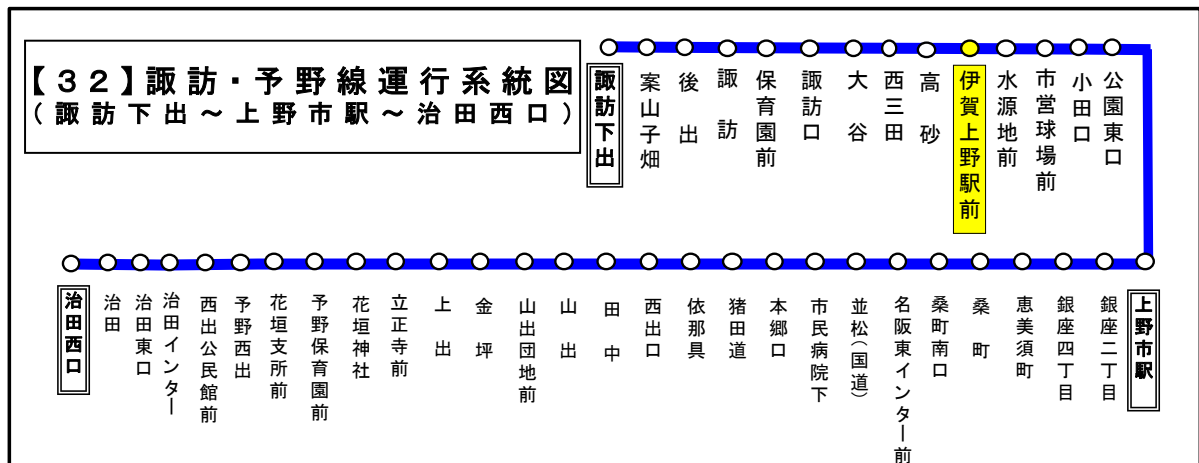 【32】諏訪・予野線運行系統図
(諏訪下出～上野市駅～治田西口)
諏訪下出
案山子畑
後出
諏訪
保育園前
諏訪口
大谷
西三田
高砂
伊賀上野駅前
水源地前
市営球場前
小田口
公園東口
治田西口
治田
治田東口
治田インター
西出公民館前
予野西出
花垣支所前
予野保育園前
花垣神社
立正寺前
上出
金坪
山出団地前
山出
田中
西出口
依那具
猪田道
本郷口
市民病院下
並松(国道)
名阪東インター前
桑町南口
桑町
恵美須町
銀座四丁目
銀座二丁目
上野市駅